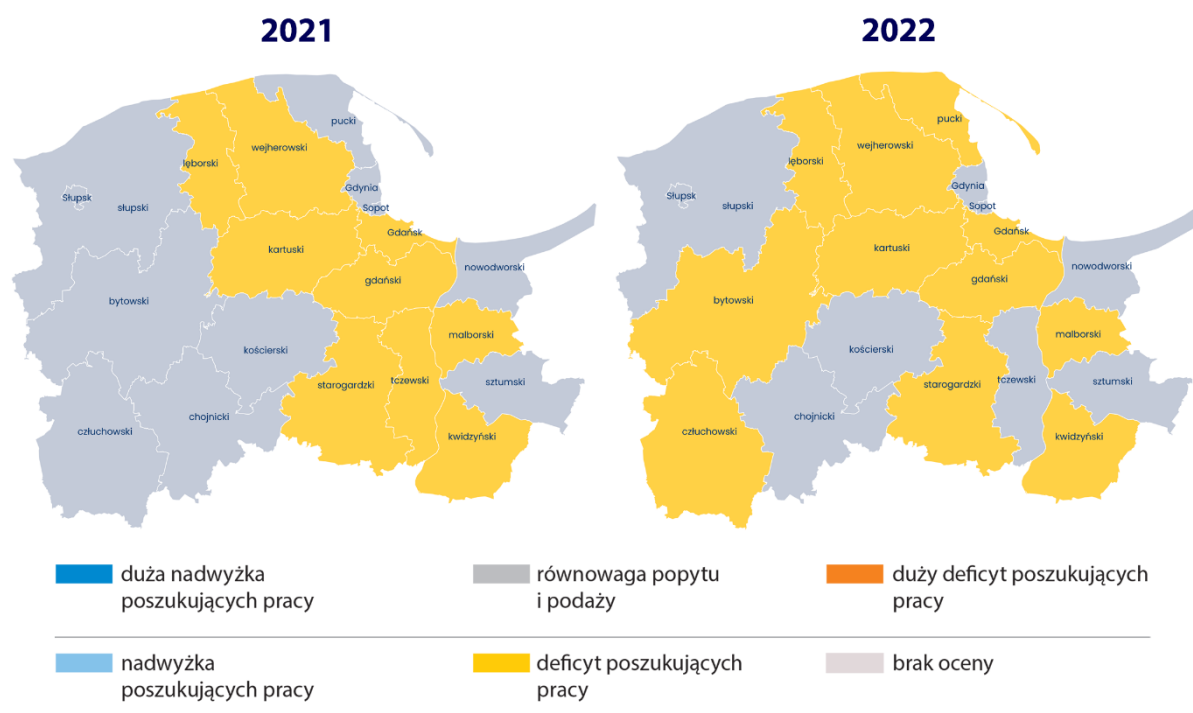 2021
2022
pucki
wejherowski
lęborski
Gdynia
Słupsk
Sopot
słupski
Gdańsk
kartuski
nowodworski
gdański
bytowski
malborski
kościerski
starogardzki
tczewski
sztumski
chojnicki
człuchowski
kwidzyński
pucki
wejherowski
lęborski
Gdynia
Słupsk
Sopot
słupski
Gdańsk
kartuski
nowodworski
gdański
bytowski
malborski
kościerski
starogardzki
tczewski
sztumski
chojnicki
człuchowski
kwidzyński
duża nadwyżka
poszukujących pracy
równowaga popytu
i podaży
duży deficyt poszukujących
pracy
nadwyżka
poszukujących pracy
deficyt poszukujących
pracy
brak oceny